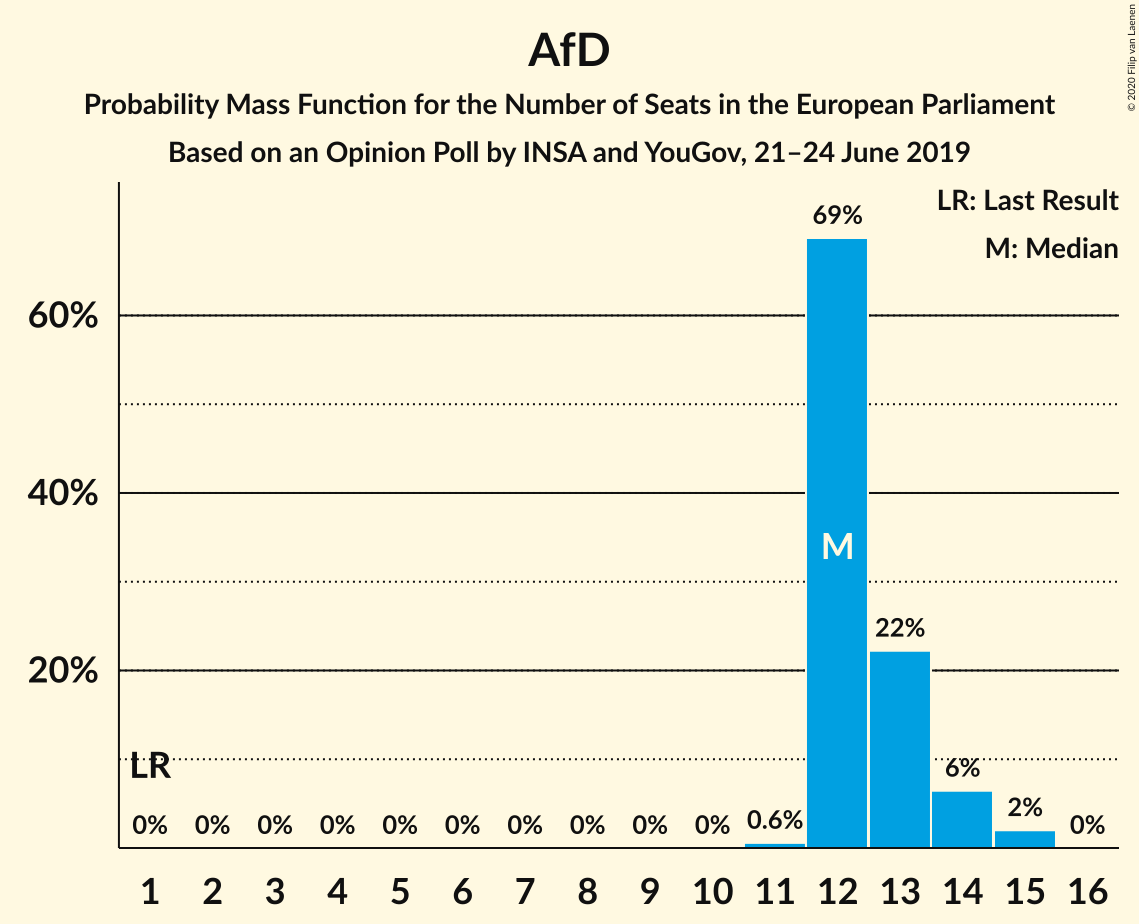 AfD
Probability Mass Function for the Number of Seats in the European Parliament
Based on an Opinion Poll by INSA and YouGov, 21–24 June 2019
© 2020 Filip van Laenen
LR: Last Result
M: Median
69%
60%
40%
M
22%
20%
LR
6%
2%
0% 0% 0% 0% 0% 0% 0% 0% 0% 0% 0.6% 0%
1 2 3 4 5 6 7 8 9 10 11 12 13 14 15 16